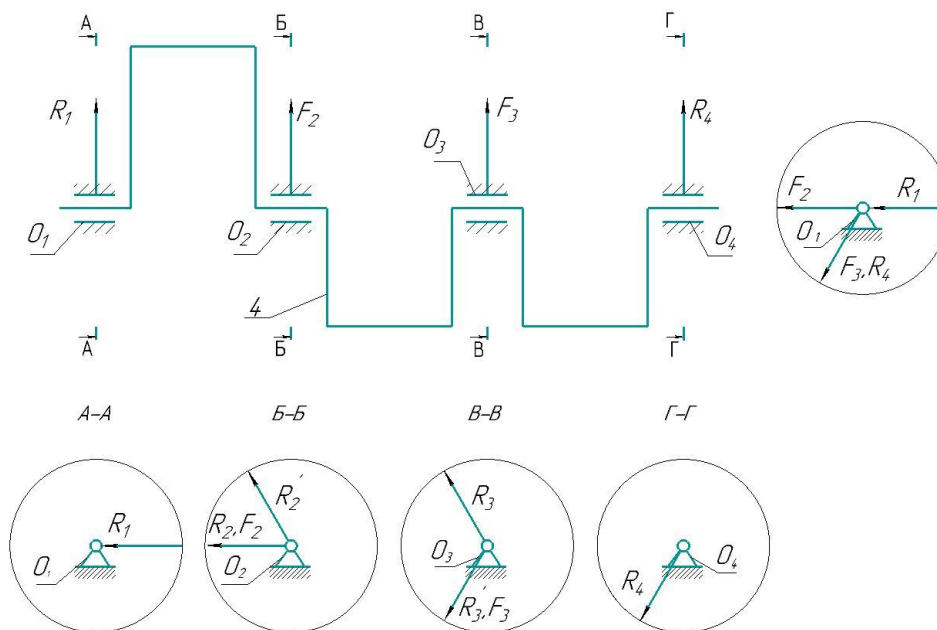 А Б В Г
R₁ F₂ F₃ R₄
O₃
F₂ R₁
O₁
F₃, R₄
O₁ O₂ O₄
4
А Б В Г
А-А Б-Б В-В Г-Г
R₁ R₂' R₃
R₂, F₂
O₁ O₂ O₃ O₄
R₃', F₃ R₄